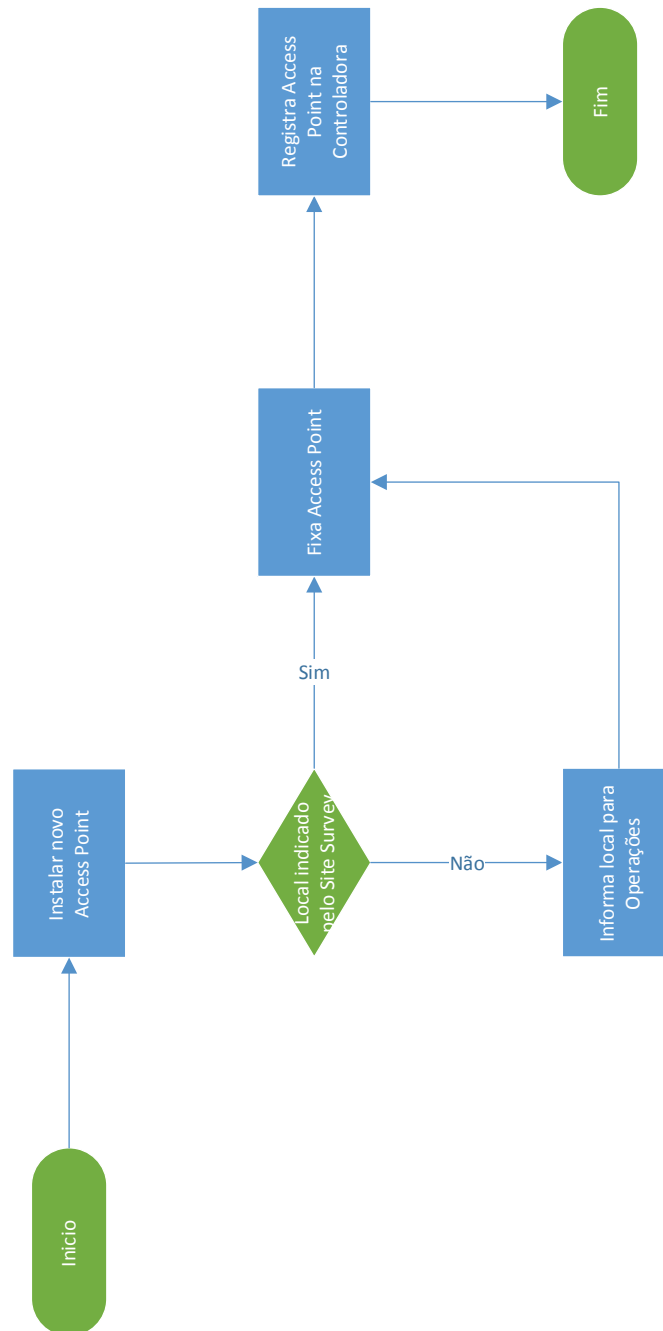 Inicio
Instalar novo
Access Point
Local indicado
pelo Site Survey
Sim
Não
Informa local para
Operações
Fixa Access Point
Registra Access
Point na
Controladora
Fim